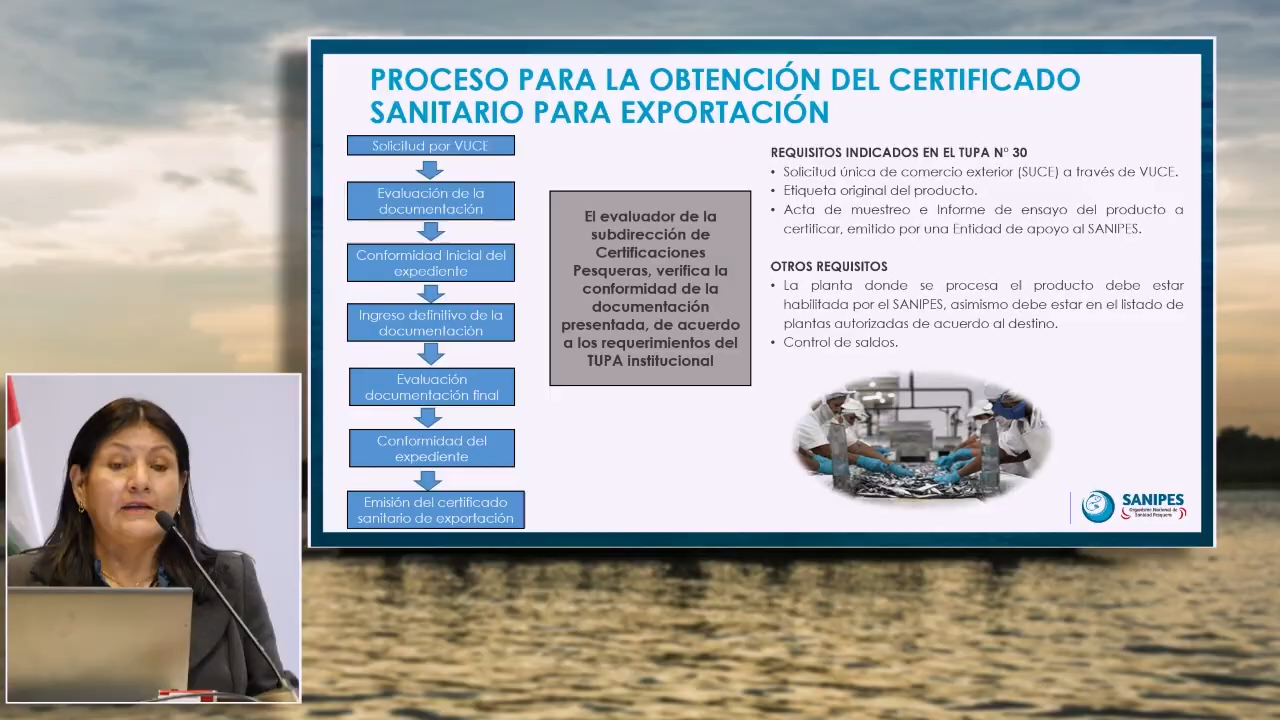 PROCESO PARA LA OBTENCIÓN DEL CERTIFICADO
SANITARIO PARA EXPORTACIÓN
Solicitud por VUCE
Evaluación de la
documentación
Conformidad Inicial del
expediente
Ingreso definitivo de la
documentación
Evaluación
documentación final
Conformidad del
expediente
Emisión del certificado
sanitario de exportación
El evaluador de la
subdirección de
Certificaciones
Pesqueras, verifica la
conformidad de la
documentación
presentada, de acuerdo
a los requerimientos del
TUPA institucional
REQUISITOS INDICADOS EN EL TUPA N° 30
• Solicitud única de comercio exterior (SUCE) a través de VUCE.
• Etiqueta original del producto.
• Acta de muestreo e Informe de ensayo del producto a
certificar, emitido por una Entidad de apoyo al SANIPES.
OTROS REQUISITOS
• La planta donde se procesa el producto debe estar
habilitada por el SANIPES, asimismo debe estar en el listado de
plantas autorizadas de acuerdo al destino.
• Control de saldos.
SANIPES
Organismo Nacional de
Sanidad Pesquera